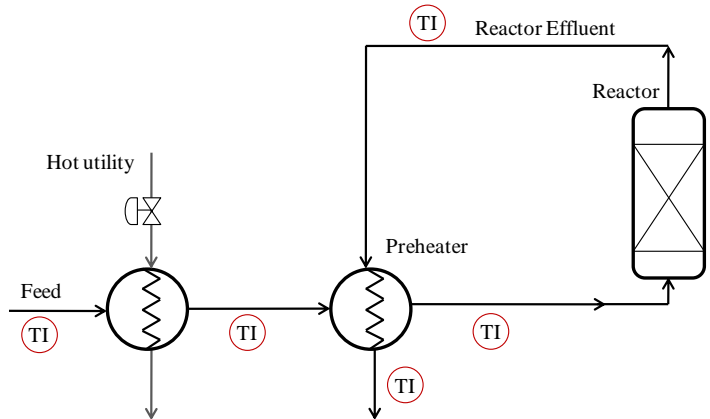 TI
Reactor Effluent
Reactor
Hot utility
Preheater
Feed
TI
TI
TI
TI